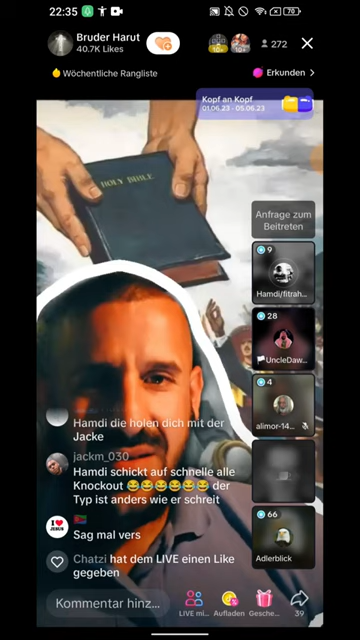 22:35
70
Bruder Harut
40.7K Likes
10+
10+
272
Wöchentliche Rangliste
Erkunden
Kopf an Kopf
01.06.23 - 05.06.23
HOLY BIBLE
Anfrage zum
Beitreten
9
Hamdi/fitrah...
28
UncleDaw...
4
alimor-14...
66
Adlerblick
Hamdi die holen dich mit der
Jacke
jackm_030
Hamdi schickt auf schnelle alle
Knockout 😂😂😂😂😂😂 der
Typ ist anders wie er schreit
I ❤
JESUS
🇪🇷
Sag mal vers
Chatzi hat dem LIVE einen Like
gegeben
Kommentar hinz...
LIVE mi...
Aufladen
Gesche...
39